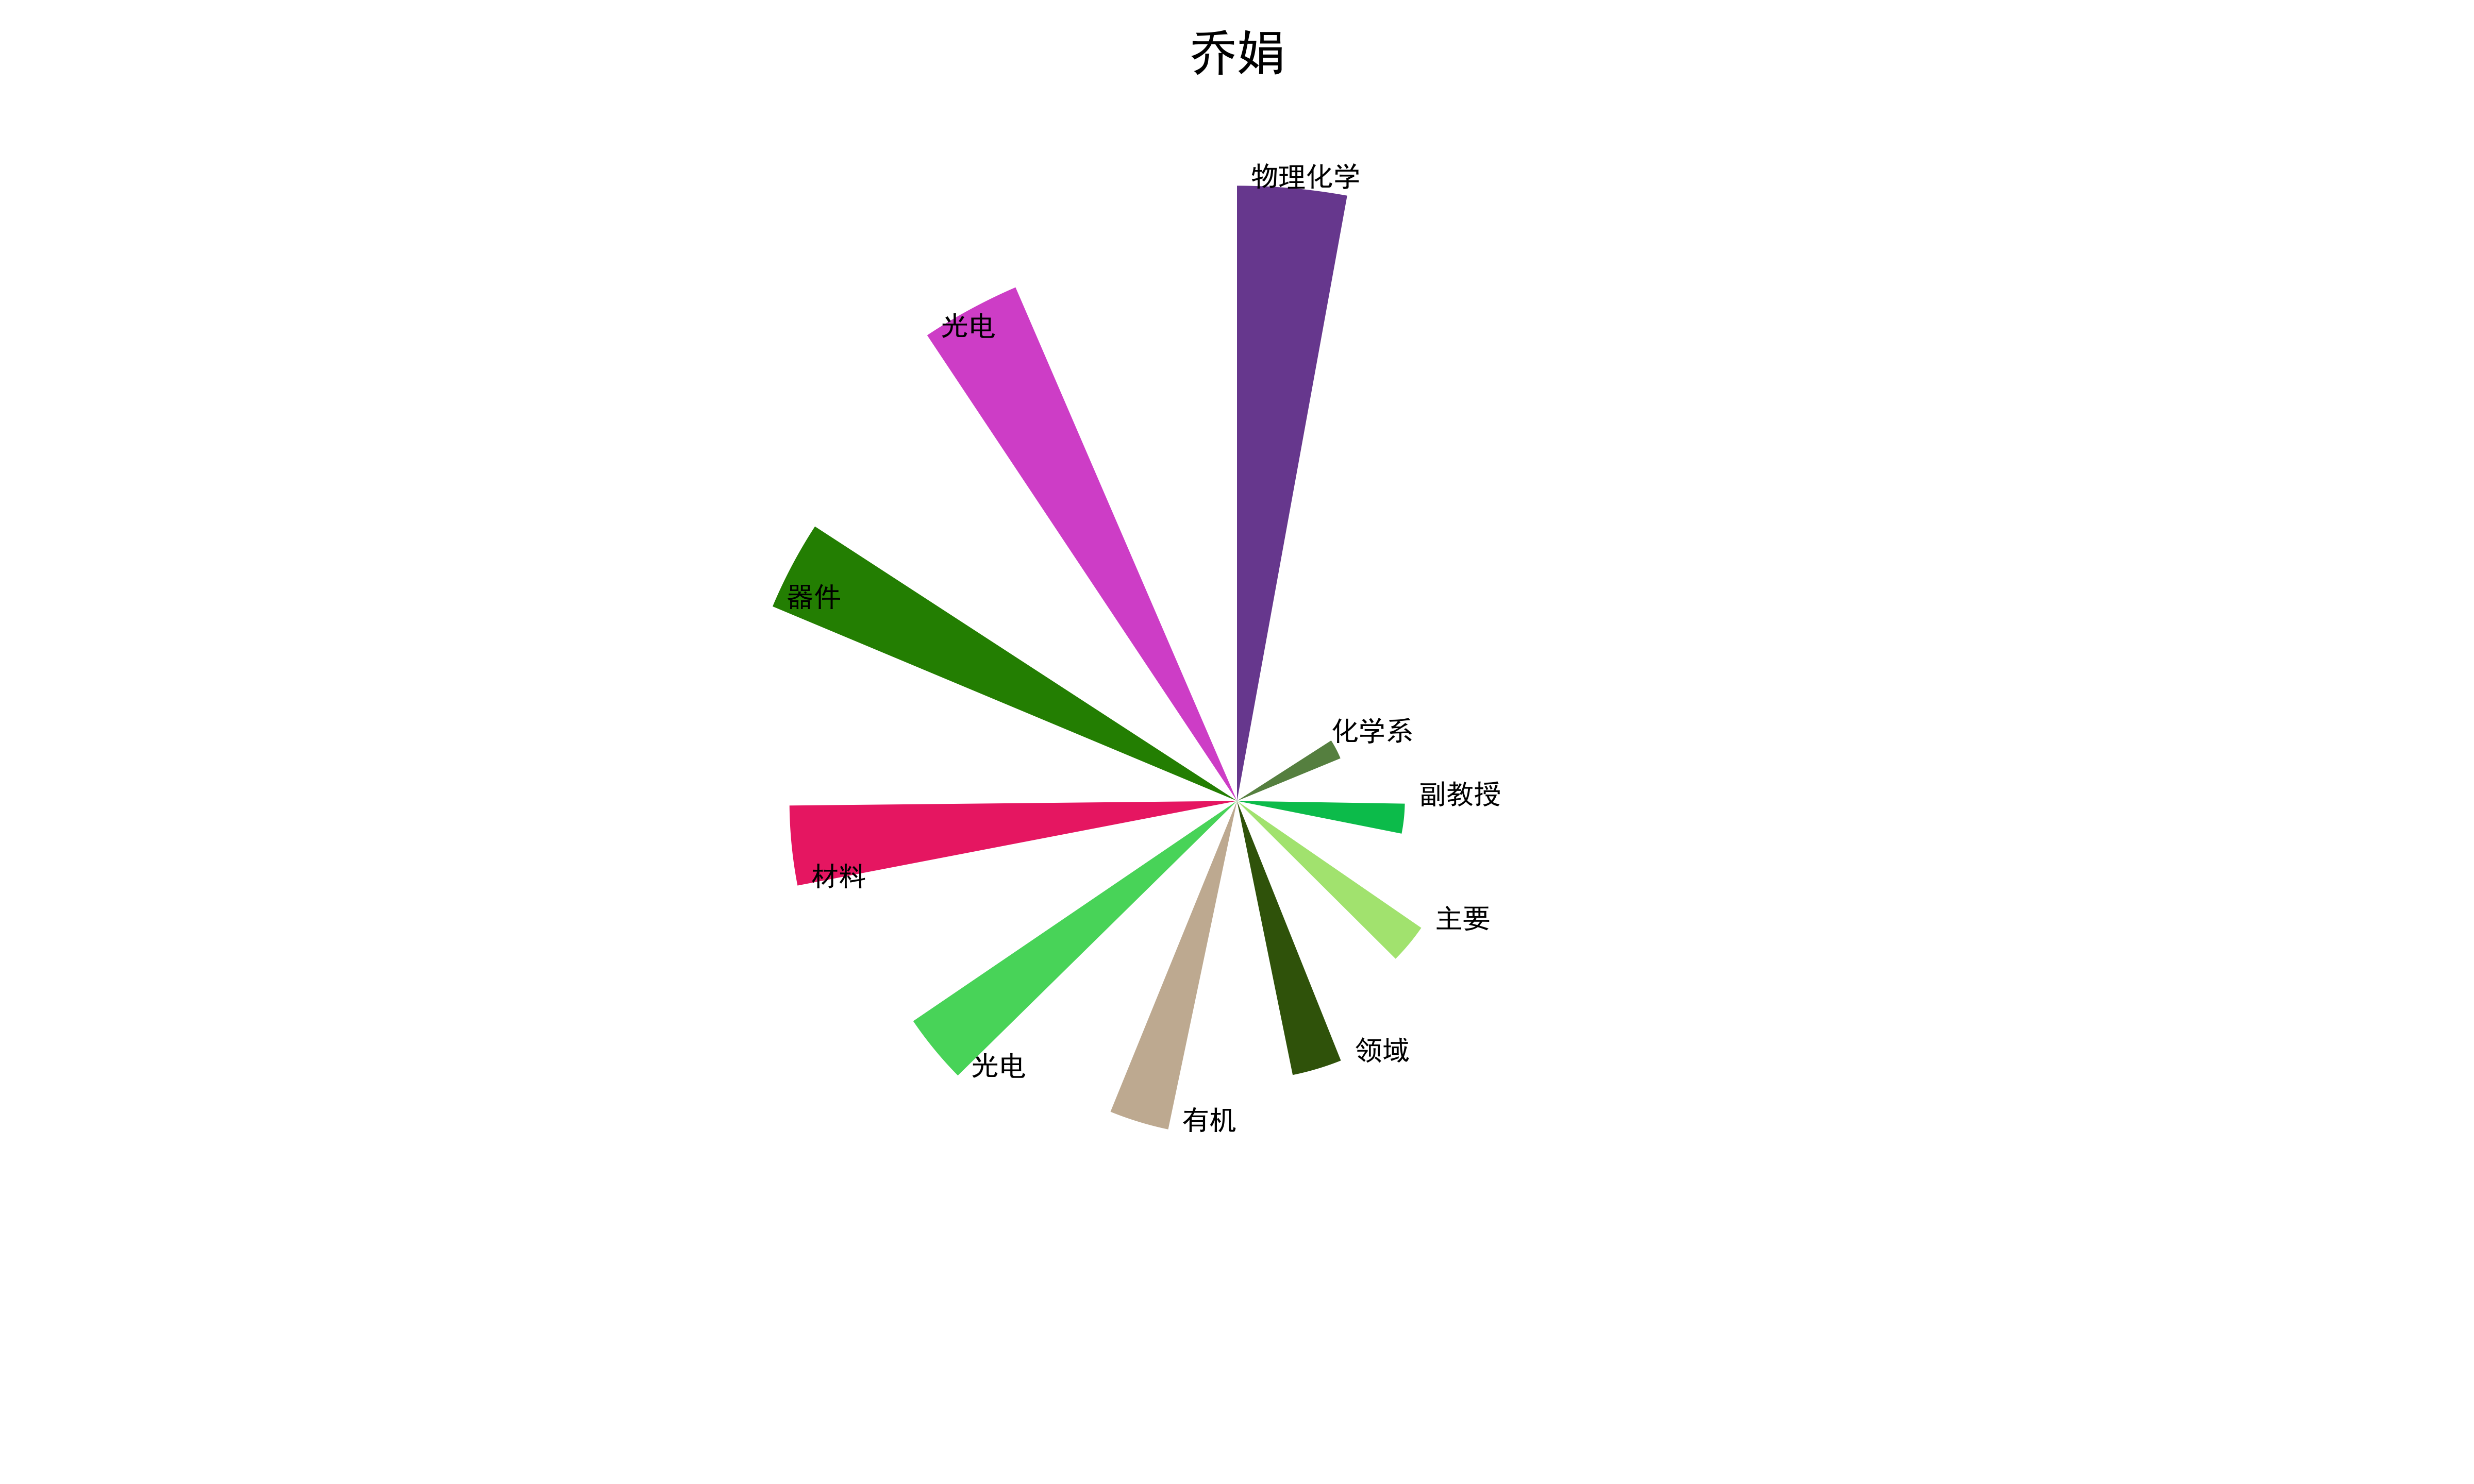 乔娟
物理化学
光电
器件
化学系
副教授
材料
主要
领域
光电
有机